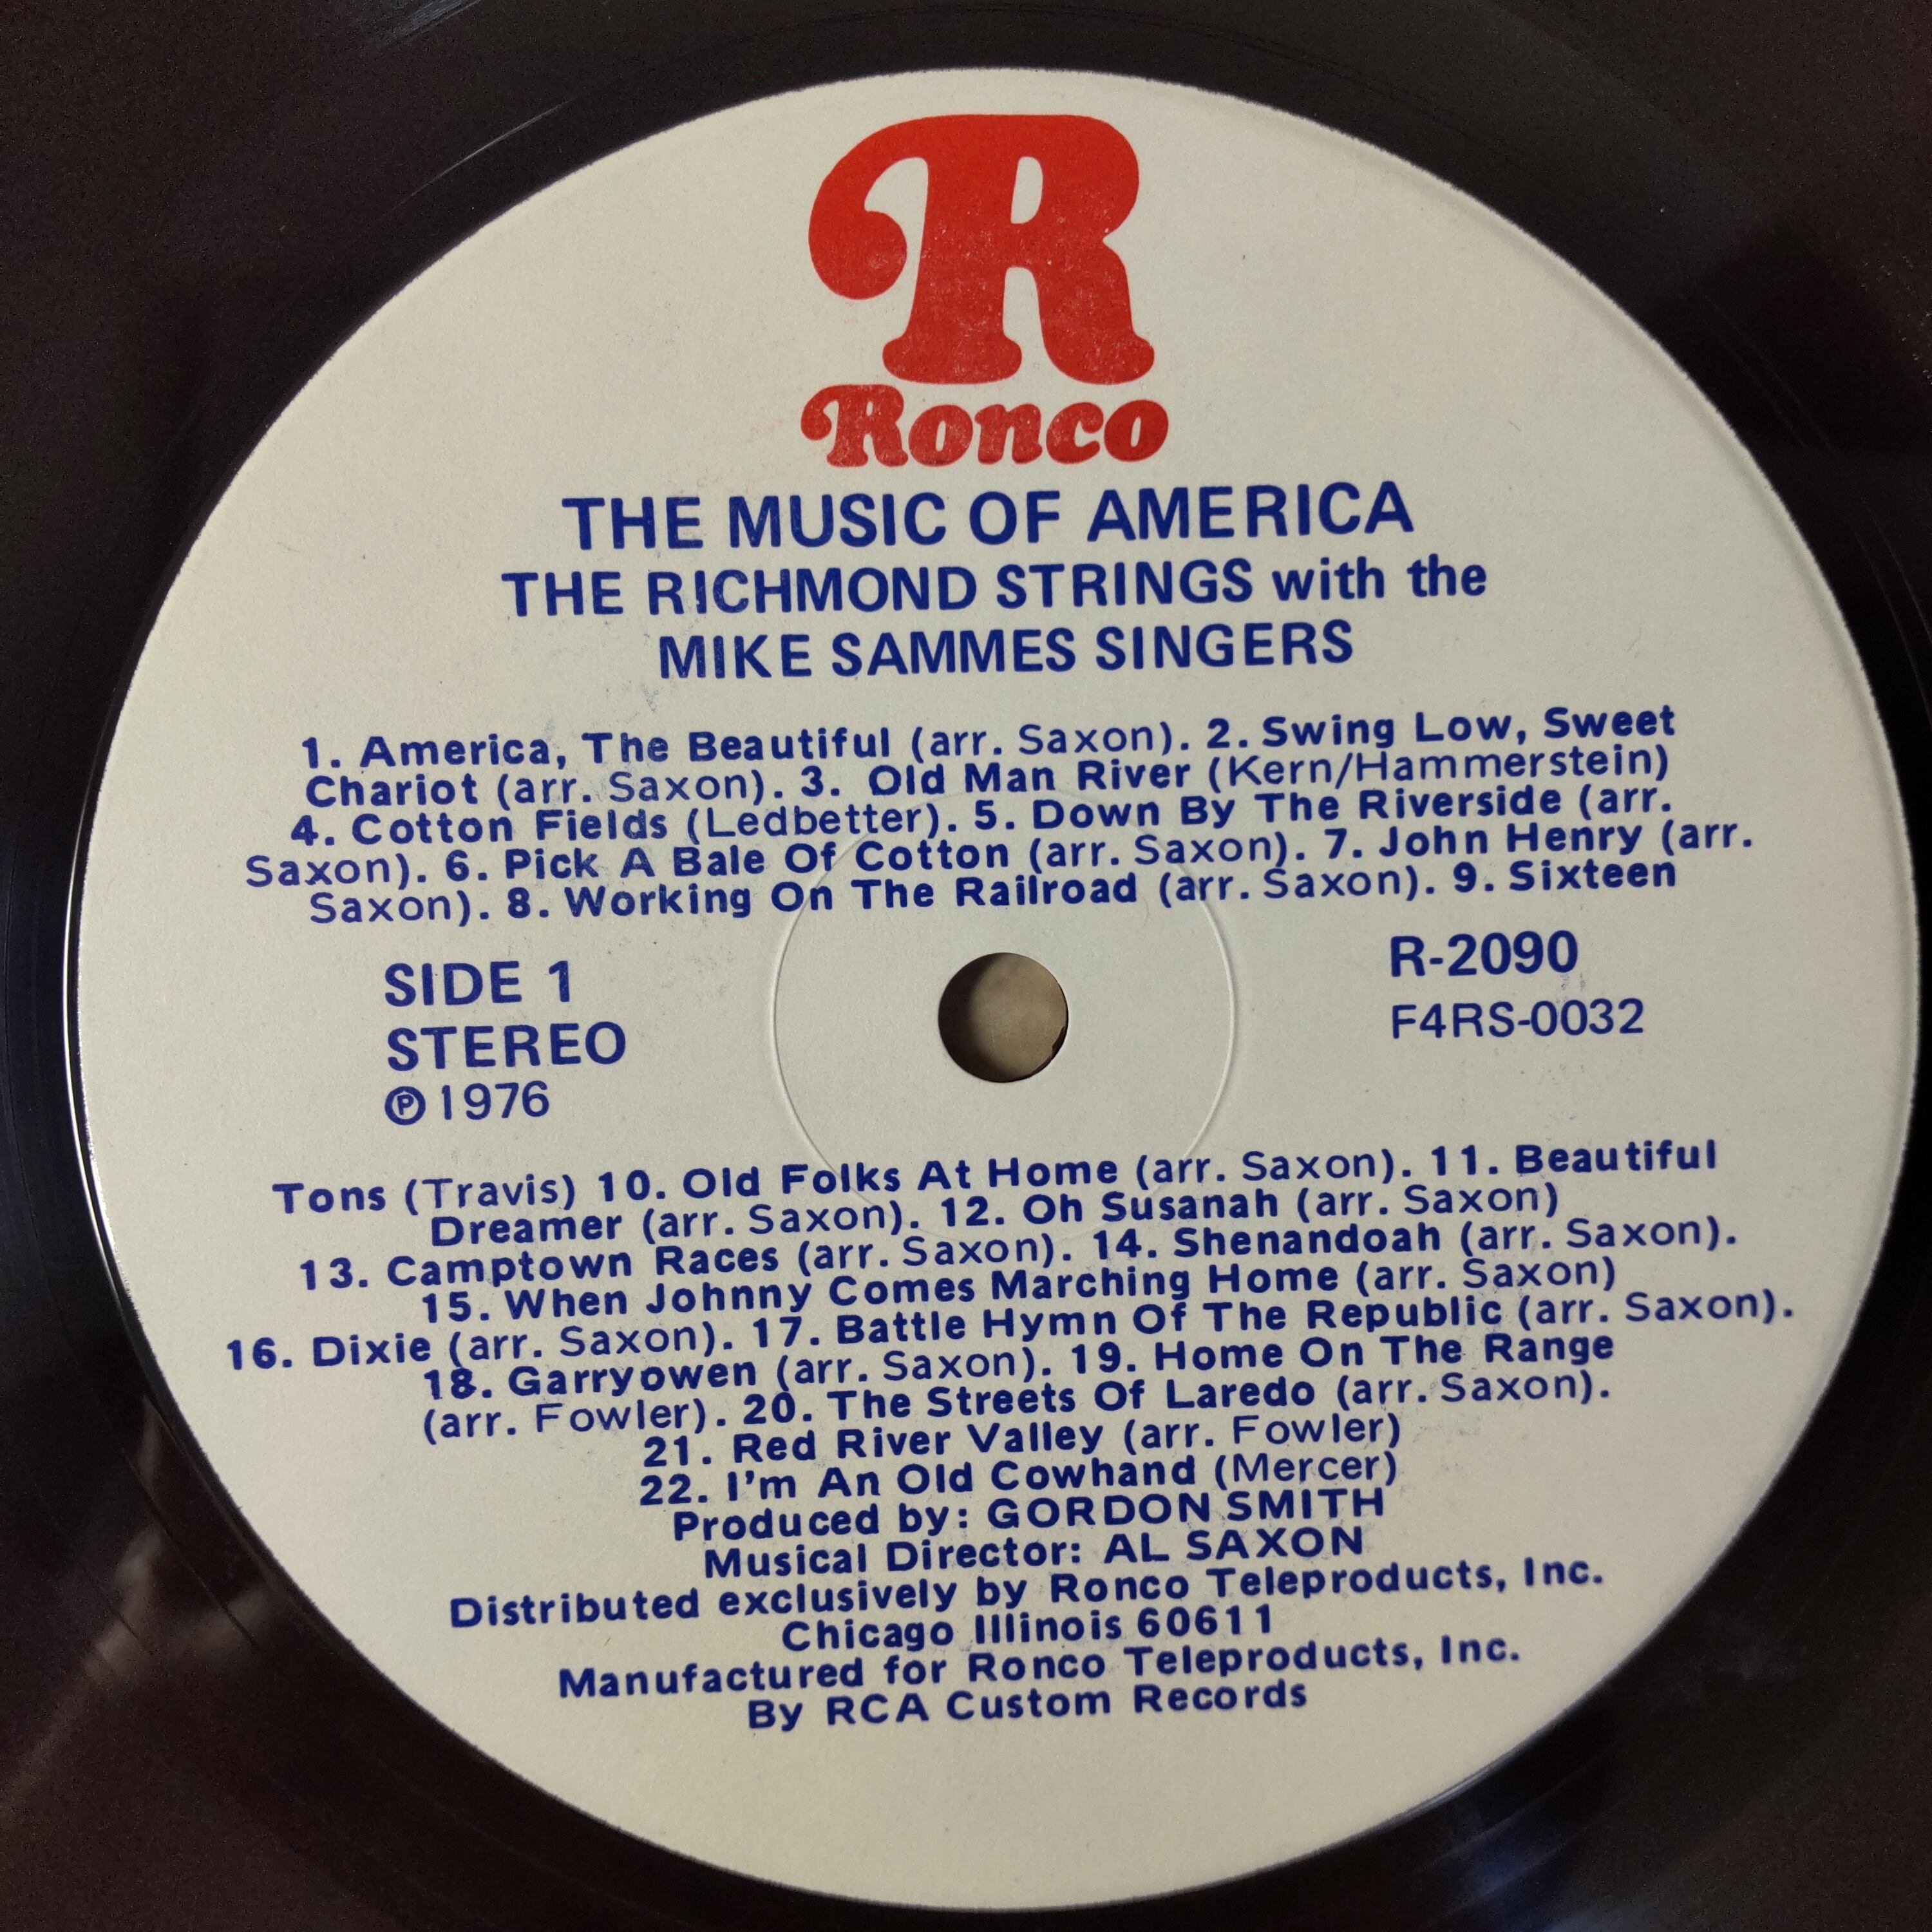 R
Ronco
THE MUSIC OF AMERICA
THE RICHMOND STRINGS with the
MIKE SAMMES SINGERS
1. America, The Beautiful (arr. Saxon). 2. Swing Low, Sweet
Chariot (arr. Saxon). 3. Old Man River (Kern/Hammerstein)
4. Cotton Fields (Ledbetter). 5. Down By The Riverside (arr.
Saxon). 6. Pick A Bale Of Cotton (arr. Saxon). 7. John Henry (arr.
Saxon). 8. Working On The Railroad (arr. Saxon). 9. Sixteen
SIDE 1
STEREO
℗1976
R-2090
F4RS-0032
Tons (Travis) 10. Old Folks At Home (arr. Saxon). 11. Beautiful
Dreamer (arr. Saxon). 12. Oh Susanah (arr. Saxon)
13. Camptown Races (arr. Saxon). 14. Shenandoah (arr. Saxon).
15. When Johnny Comes Marching Home (arr. Saxon)
16. Dixie (arr. Saxon). 17. Battle Hymn Of The Republic (arr. Saxon).
18. Garryowen (arr. Saxon). 19. Home On The Range
(arr. Fowler). 20. The Streets Of Laredo (arr. Saxon).
21. Red River Valley (arr. Fowler)
22. I'm An Old Cowhand (Mercer)
Produced by: GORDON SMITH
Musical Director: AL SAXON
Distributed exclusively by Ronco Teleproducts, Inc.
Chicago Illinois 60611
Manufactured for Ronco Teleproducts, Inc.
By RCA Custom Records